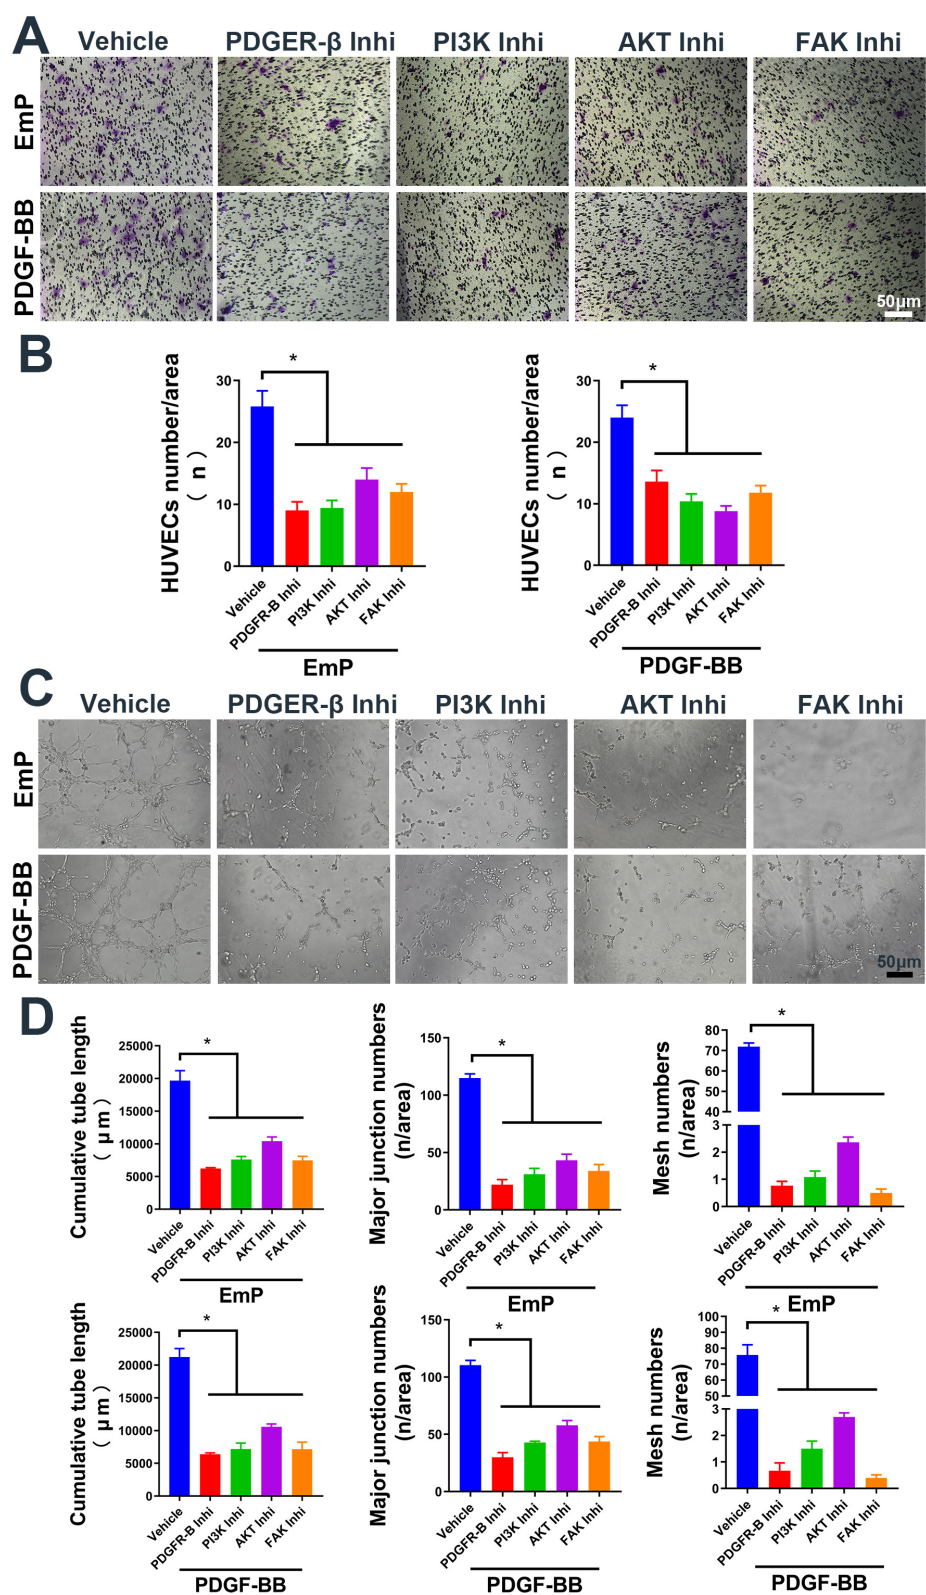 A
Vehicle PDGER-β Inhi PI3K Inhi AKT Inhi FAK Inhi
EmP
PDGF-BB
50μm
B
HUVECs number/area
( n )
30
20
10
0
*
Vehicle
PDGFR-B Inhi
PI3K Inhi
AKT Inhi
FAK Inhi
EmP
HUVECs number/area
( n )
30
20
10
0
*
Vehicle
PDGFR-B Inhi
PI3K Inhi
AKT Inhi
FAK Inhi
PDGF-BB
C
Vehicle PDGER-β Inhi PI3K Inhi AKT Inhi FAK Inhi
EmP
PDGF-BB
50μm
D
Cumulative tube length
( μm )
25000
20000
15000
10000
5000
0
*
Vehicle
PDGFR-B Inhi
PI3K Inhi
AKT Inhi
FAK Inhi
EmP
Major junction numbers
(n/area)
150
100
50
0
*
Vehicle
PDGFR-B Inhi
PI3K Inhi
AKT Inhi
FAK Inhi
EmP
Mesh numbers
(n/area)
80
70
60
50
40
3
2
1
0
*
Vehicle
PDGFR-B Inhi
PI3K Inhi
AKT Inhi
FAK Inhi
EmP
Cumulative tube length
( μm )
25000
20000
15000
10000
5000
0
*
Vehicle
PDGFR-B Inhi
PI3K Inhi
AKT Inhi
FAK Inhi
PDGF-BB
Major junction numbers
(n/area)
150
100
50
0
*
Vehicle
PDGFR-B Inhi
PI3K Inhi
AKT Inhi
FAK Inhi
PDGF-BB
Mesh numbers
(n/area)
100
90
80
70
60
50
3
2
1
0
*
Vehicle
PDGFR-B Inhi
PI3K Inhi
AKT Inhi
FAK Inhi
PDGF-BB